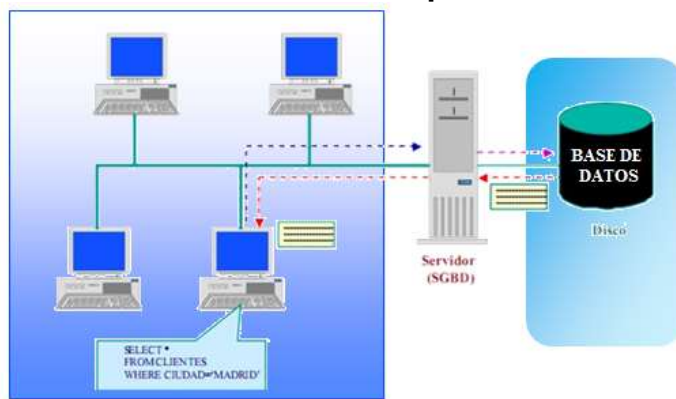 BASE DE
DATOS
Disco
Servidor
(SGBD)
SELECT *
FROMCLIENTES
WHERE CIUDAD='MADRID'